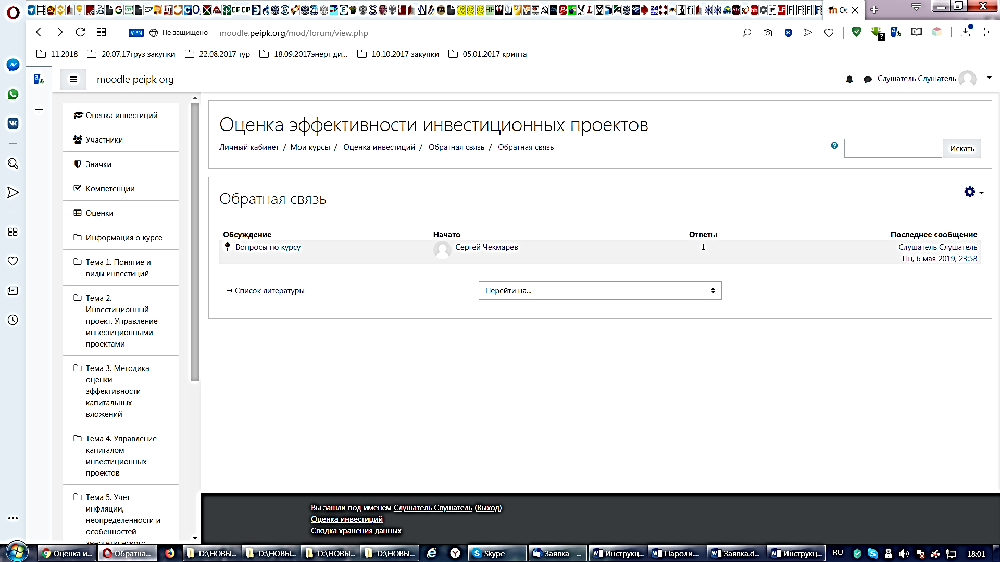 Об
VPN Не защищено moodle.peipk.org/mod/forum/view.php
11.2018 20.07.17груз закупки 22.08.2017 тур 18.09.2017энерг ди... 10.10.2017 закупки 05.01.2017 крипта
moodle peipk org
Слушатель Слушатель
Оценка инвестиций
Участники
Значки
Компетенции
Оценки
Информация о курсе
Тема 1. Понятие и
виды инвестиций
Тема 2.
Инвестиционный
проект. Управление
инвестиционными
проектами
Тема 3. Методика
оценки
эффективности
капитальных
вложений
Тема 4. Управление
капиталом
инвестиционных
проектов
Тема 5. Учет
инфляции,
неопределенности и
особенностей
энергетического
Оценка эффективности инвестиционных проектов
Личный кабинет / Мои курсы / Оценка инвестиций / Обратная связь / Обратная связь
Искать
Обратная связь
Обсуждение Начато Ответы Последнее сообщение
Вопросы по курсу Сергей Чекмарёв 1 Слушатель Слушатель
Пн, 6 мая 2019, 23:58
Список литературы
Перейти на...
Вы зашли под именем Слушатель Слушатель (Выход)
Оценка инвестиций
Сводка хранения данных
Оценка и... Обратна... D:\НОВЫ... D:\НОВЫ... D:\НОВЫ... D:\НОВЫ... Skype Заявка - ... Инструкц... Пароли.... Заявка.d... Инструкц... RU 18:01